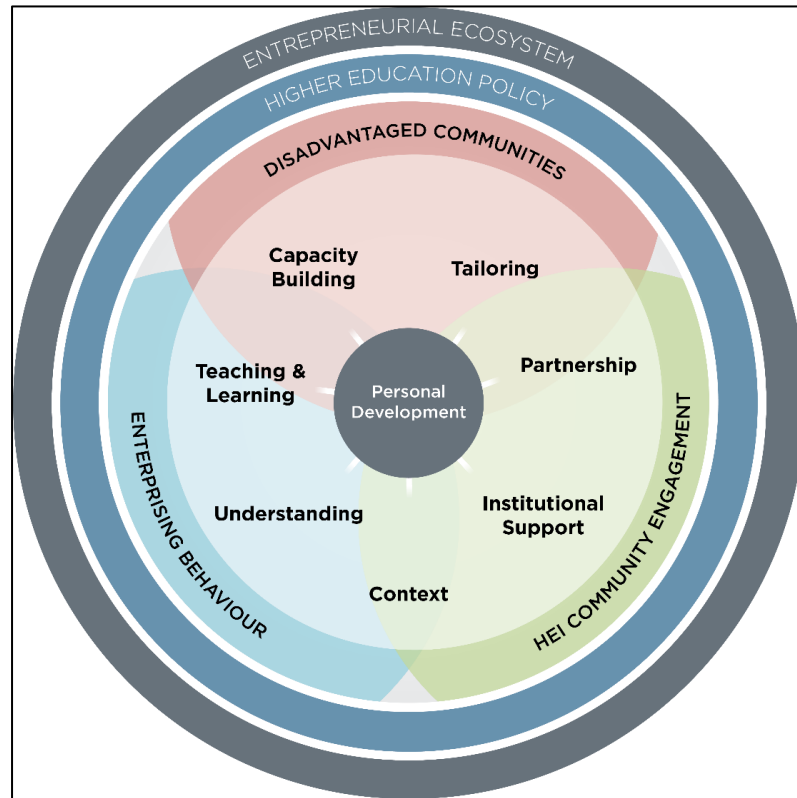 ENTREPRENEURIAL ECOSYSTEM
HIGHER EDUCATION POLICY
DISADVANTAGED COMMUNITIES
Capacity
Building
Tailoring
Teaching &
Learning
Personal
Development
Partnership
ENTERPRISING BEHAVIOUR
Understanding
Institutional
Support
HEI COMMUNITY ENGAGEMENT
Context